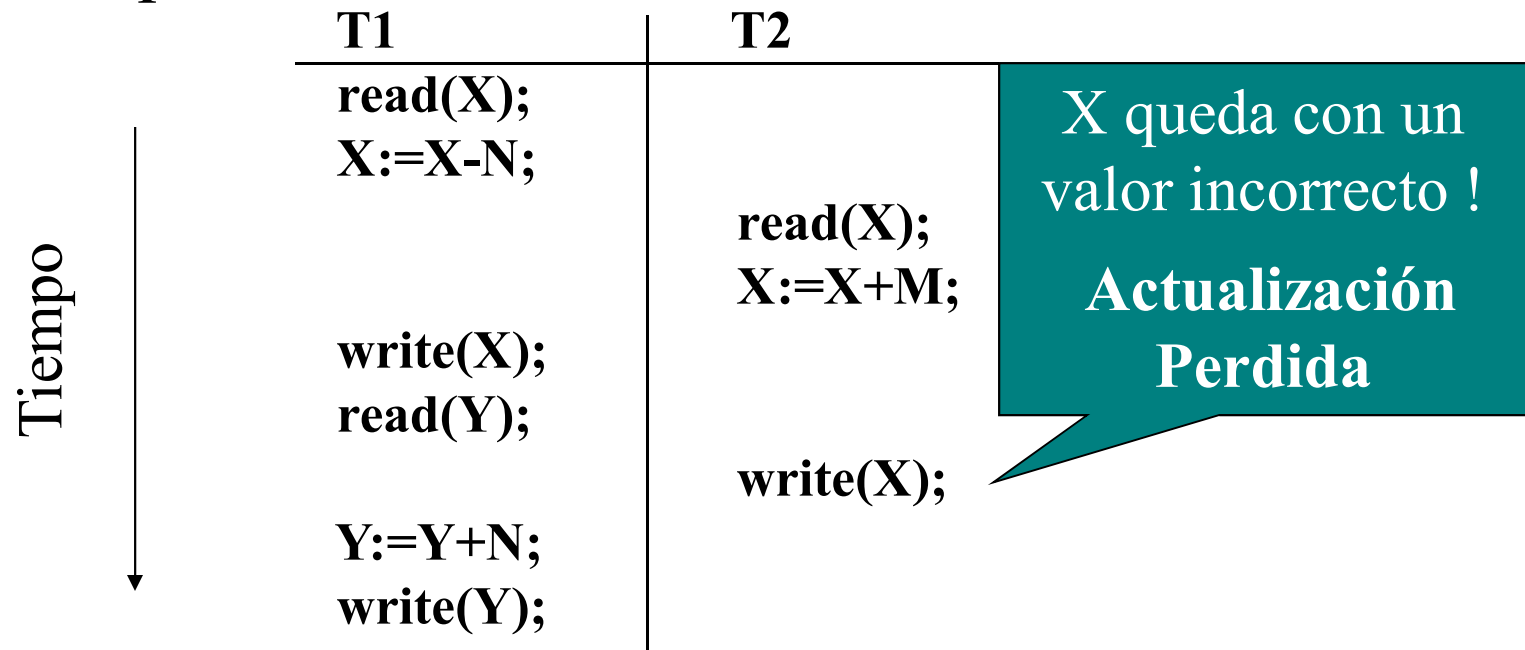 T1
T2
read(X);
X:=X-N;
read(X);
X:=X+M;
write(X);
read(Y);
write(X);
Y:=Y+N;
write(Y);
X queda con un
valor incorrecto !
Actualización
Perdida
Tiempo